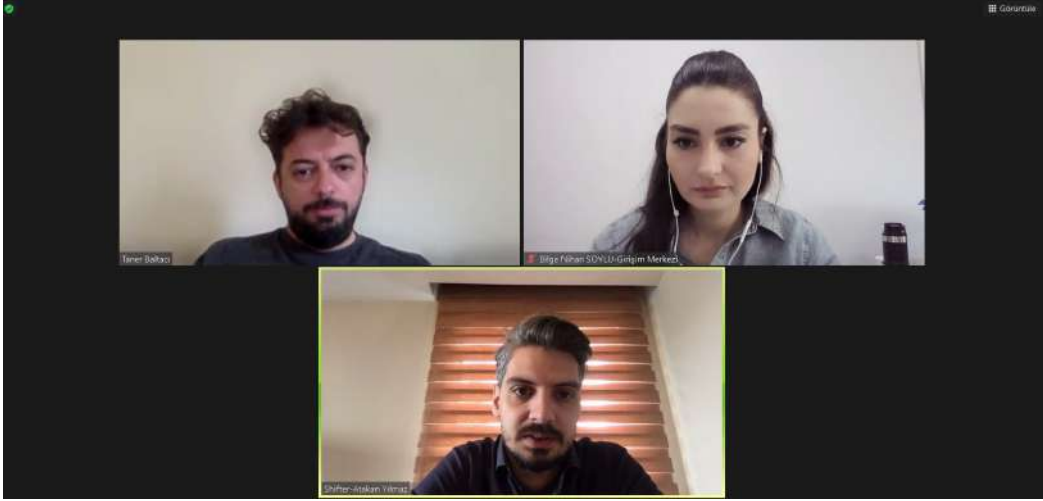 Görüntüle
Taner Baltacı
Bilge Nihan SOYLU-Girişim Merkezi
Shifter-Atakan Yılmaz